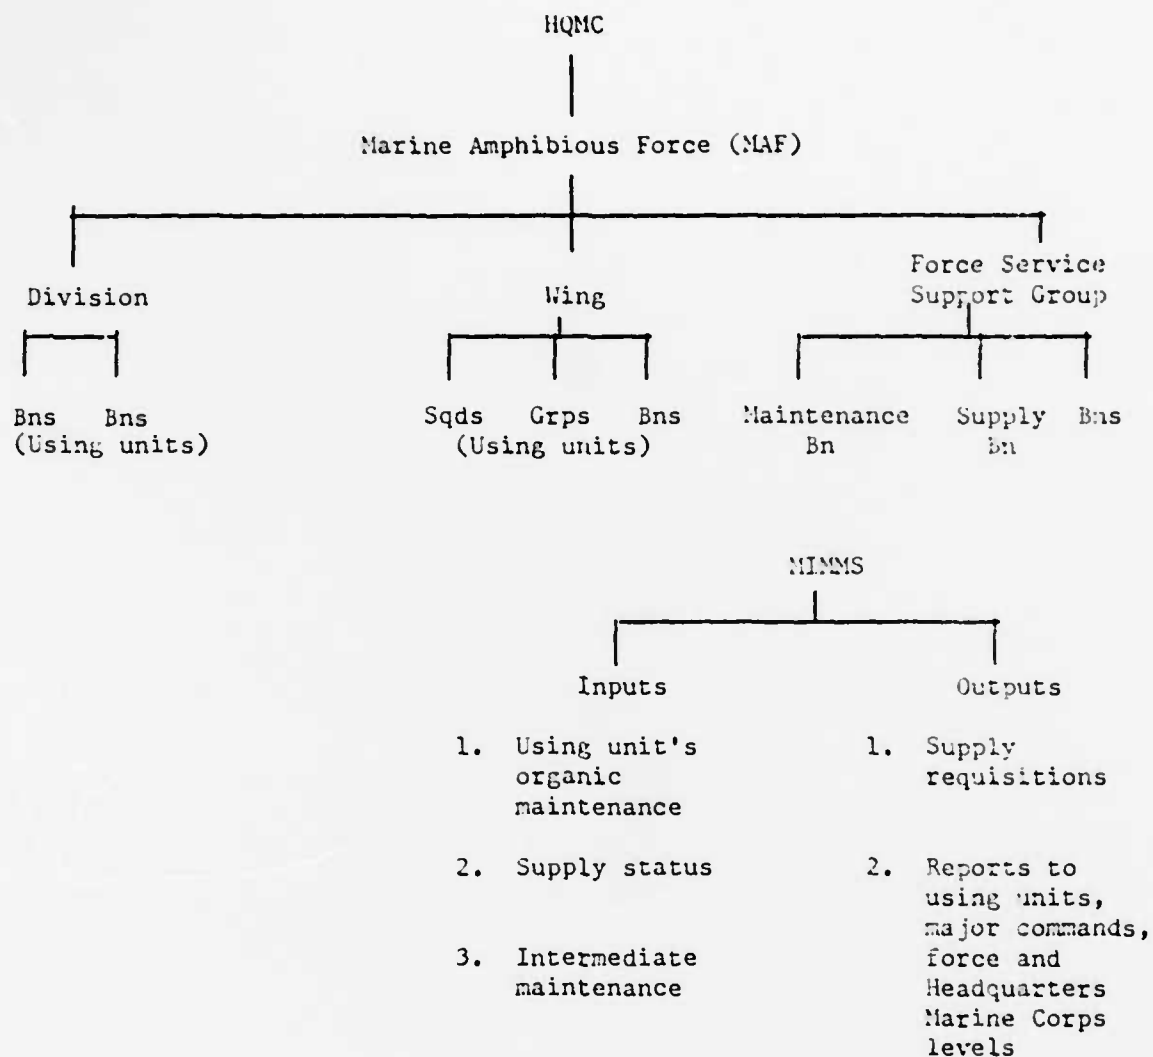 HQMC
Marine Amphibious Force (MAF)
Division
Wing
Force Service
Support Group
Bns Bns
(Using units)
Sqds Grps Bns
(Using units)
Maintenance
Bn
Supply
Bn
Bns
MIMMS
Inputs
1. Using unit's
organic
maintenance
2. Supply status
3. Intermediate
maintenance
Outputs
1. Supply
requisitions
2. Reports to
using units,
major commands,
force and
Headquarters
Marine Corps
levels